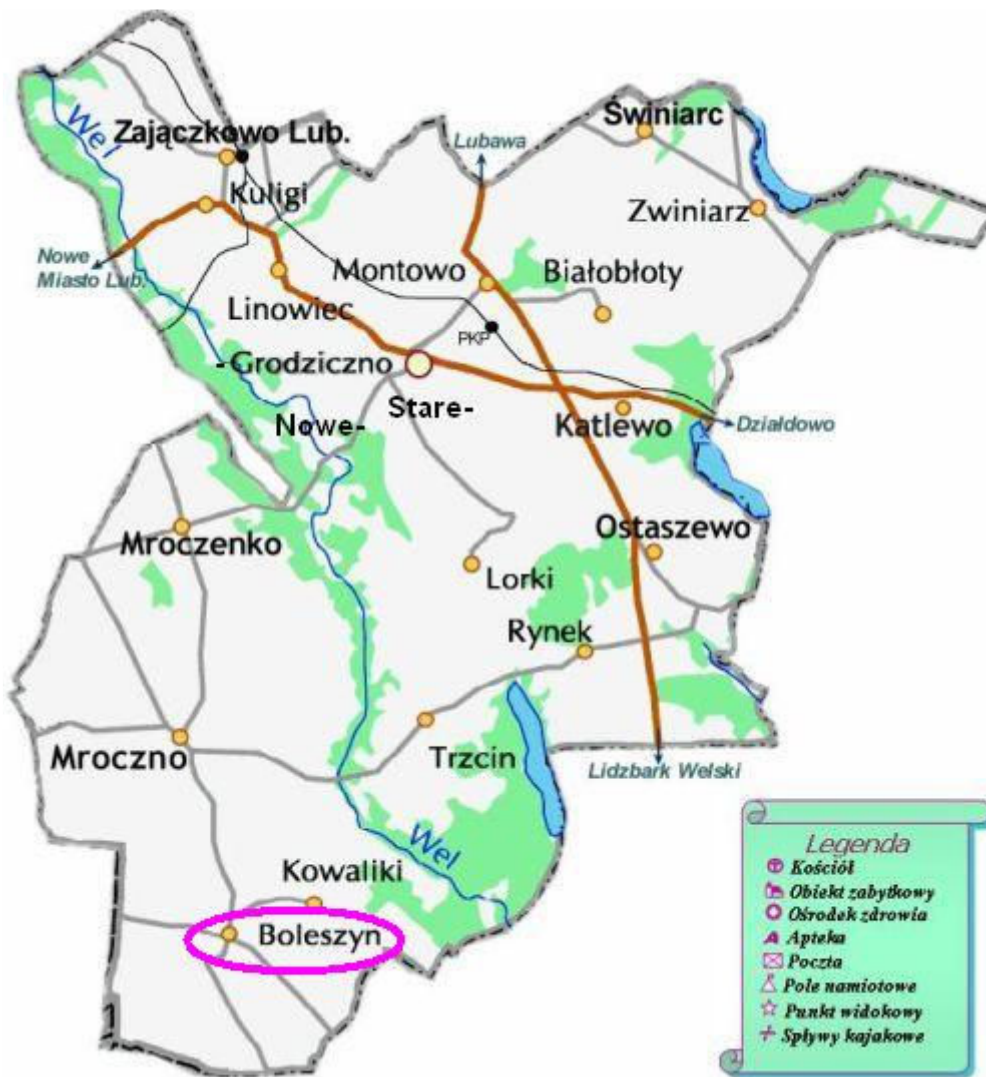 Wel
Zajączkowo Lub.
Lubawa
Świniarc
Kuligi
Zwiniarz
Nowe
Miasto Lub.
Montowo
Białobłoty
Linowiec
PKP
-Grodziczno
Stare-
Nowe-
Katlewo
Działdowo
Mroczenko
Ostaszewo
Lorki
Rynek
Mroczno
Trzcin
Lidzbark Welski
Wel
Kowaliki
Boleszyn
Legenda
Kościół
Obiekt zabytkowy
Ośrodek zdrowia
Apteka
Poczta
Pole namiotowe
Punkt widokowy
Spływy kajakowe